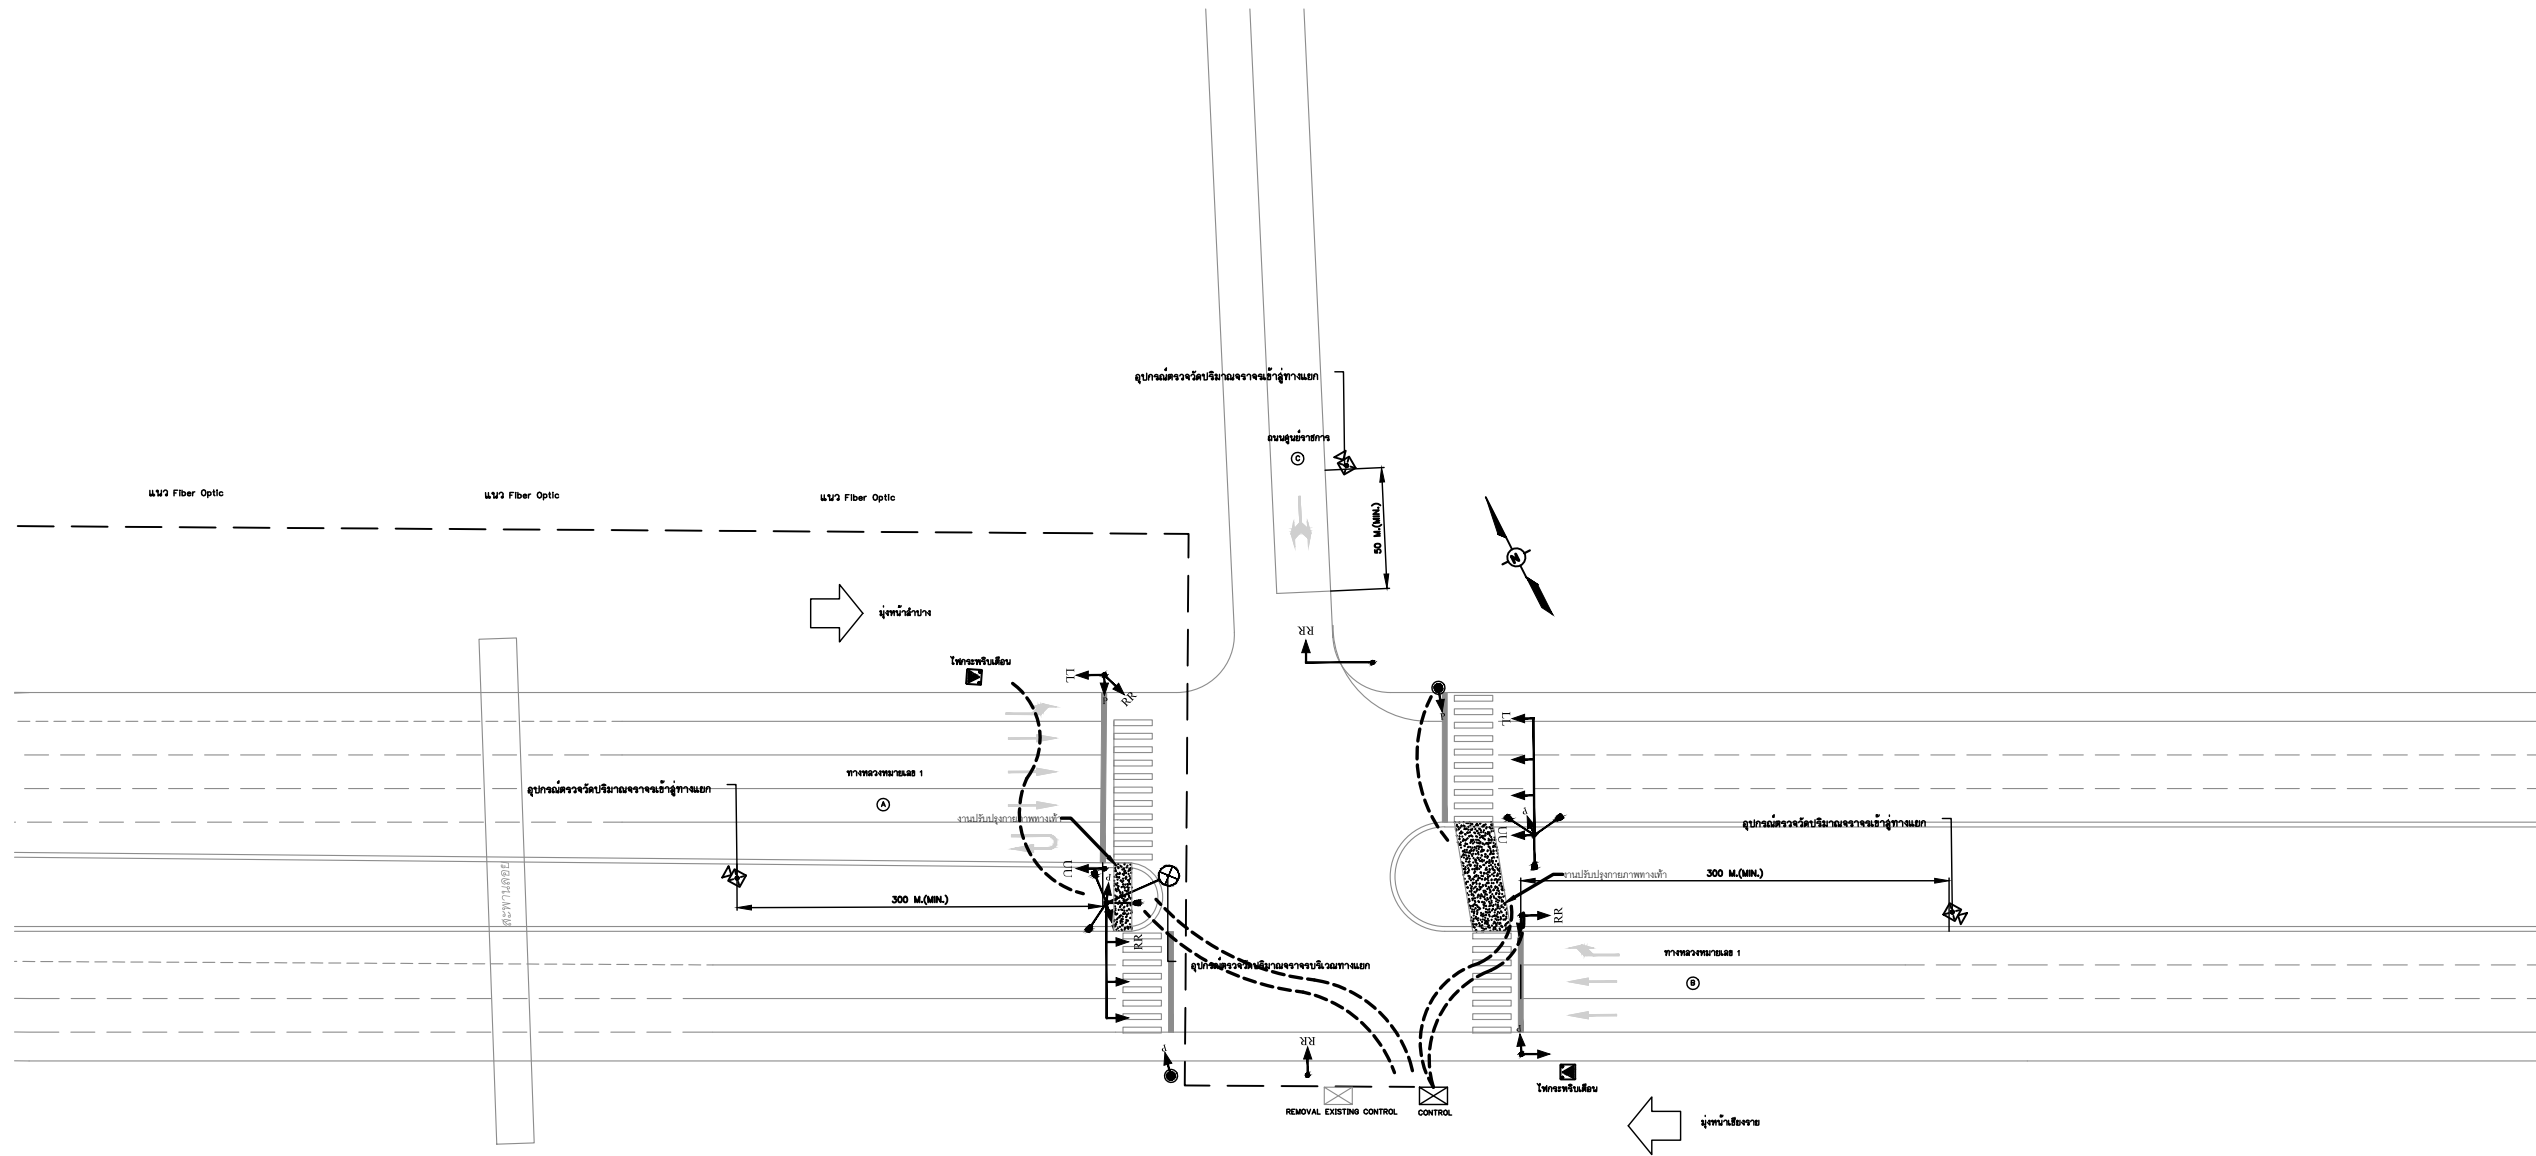 อุปกรณ์ตรวจวัดปริมาณจราจรเข้าสู่ทางแยก
ถนนศูนย์ราชการ
C
50 M.(MIN.)
แนว Fiber Optic
แนว Fiber Optic
แนว Fiber Optic
N
มุ่งหน้าลำปาง
RR
ไฟกระพริบเตือน
LL
P
RR
P
LL
ทางหลวงหมายเลข 1
A
อุปกรณ์ตรวจวัดปริมาณจราจรเข้าสู่ทางแยก
งานปรับปรุงกายภาพทางเท้า
P
UU
อุปกรณ์ตรวจวัดปริมาณจราจรเข้าสู่ทางแยก
สะพานลอย
UU
P
งานปรับปรุงกายภาพทางเท้า
300 M.(MIN.)
300 M.(MIN.)
RR
RR
ทางหลวงหมายเลข 1
B
อุปกรณ์ตรวจวัดปริมาณจราจรบริเวณทางแยก
P
RR
P
ไฟกระพริบเตือน
REMOVAL EXISTING CONTROL
CONTROL
มุ่งหน้าเชียงราย